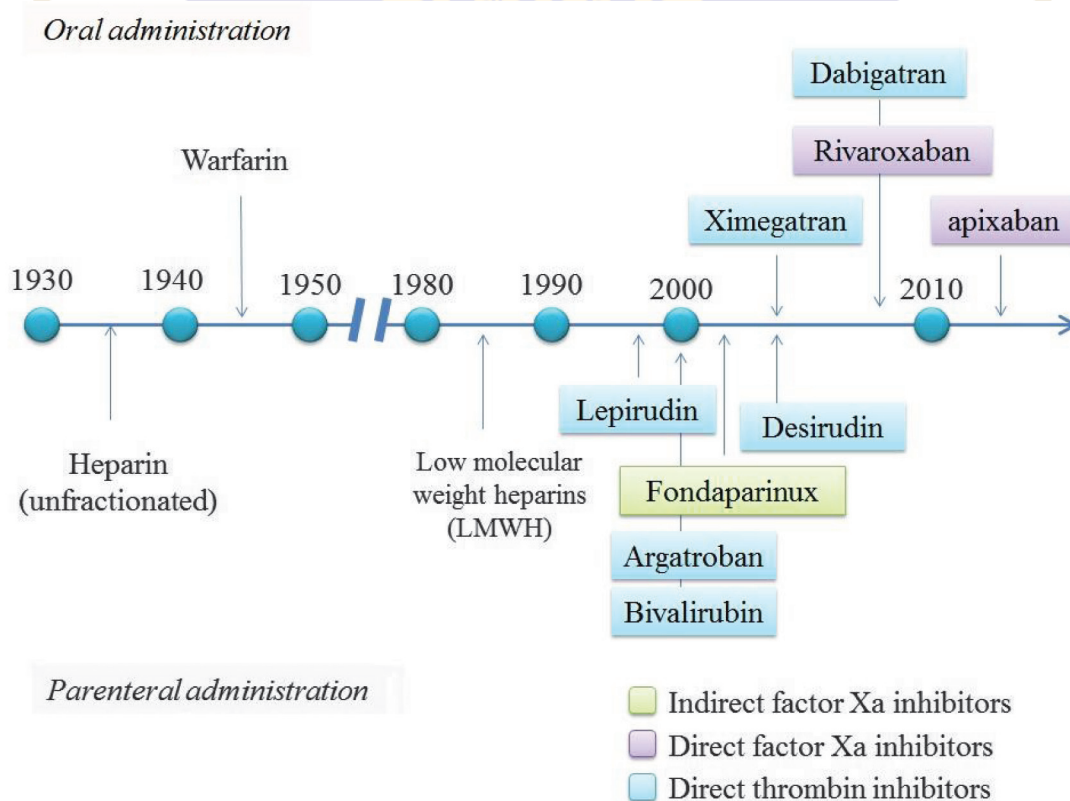 Oral administration
Dabigatran
Rivaroxaban
Warfarin
Ximegatran
apixaban
1930
1940
1950
1980
1990
2000
2010
Lepirudin
Desirudin
Heparin
(unfractionated)
Low molecular
weight heparins
(LMWH)
Fondaparinux
Argatroban
Bivalirubin
Parenteral administration
Indirect factor Xa inhibitors
Direct factor Xa inhibitors
Direct thrombin inhibitors